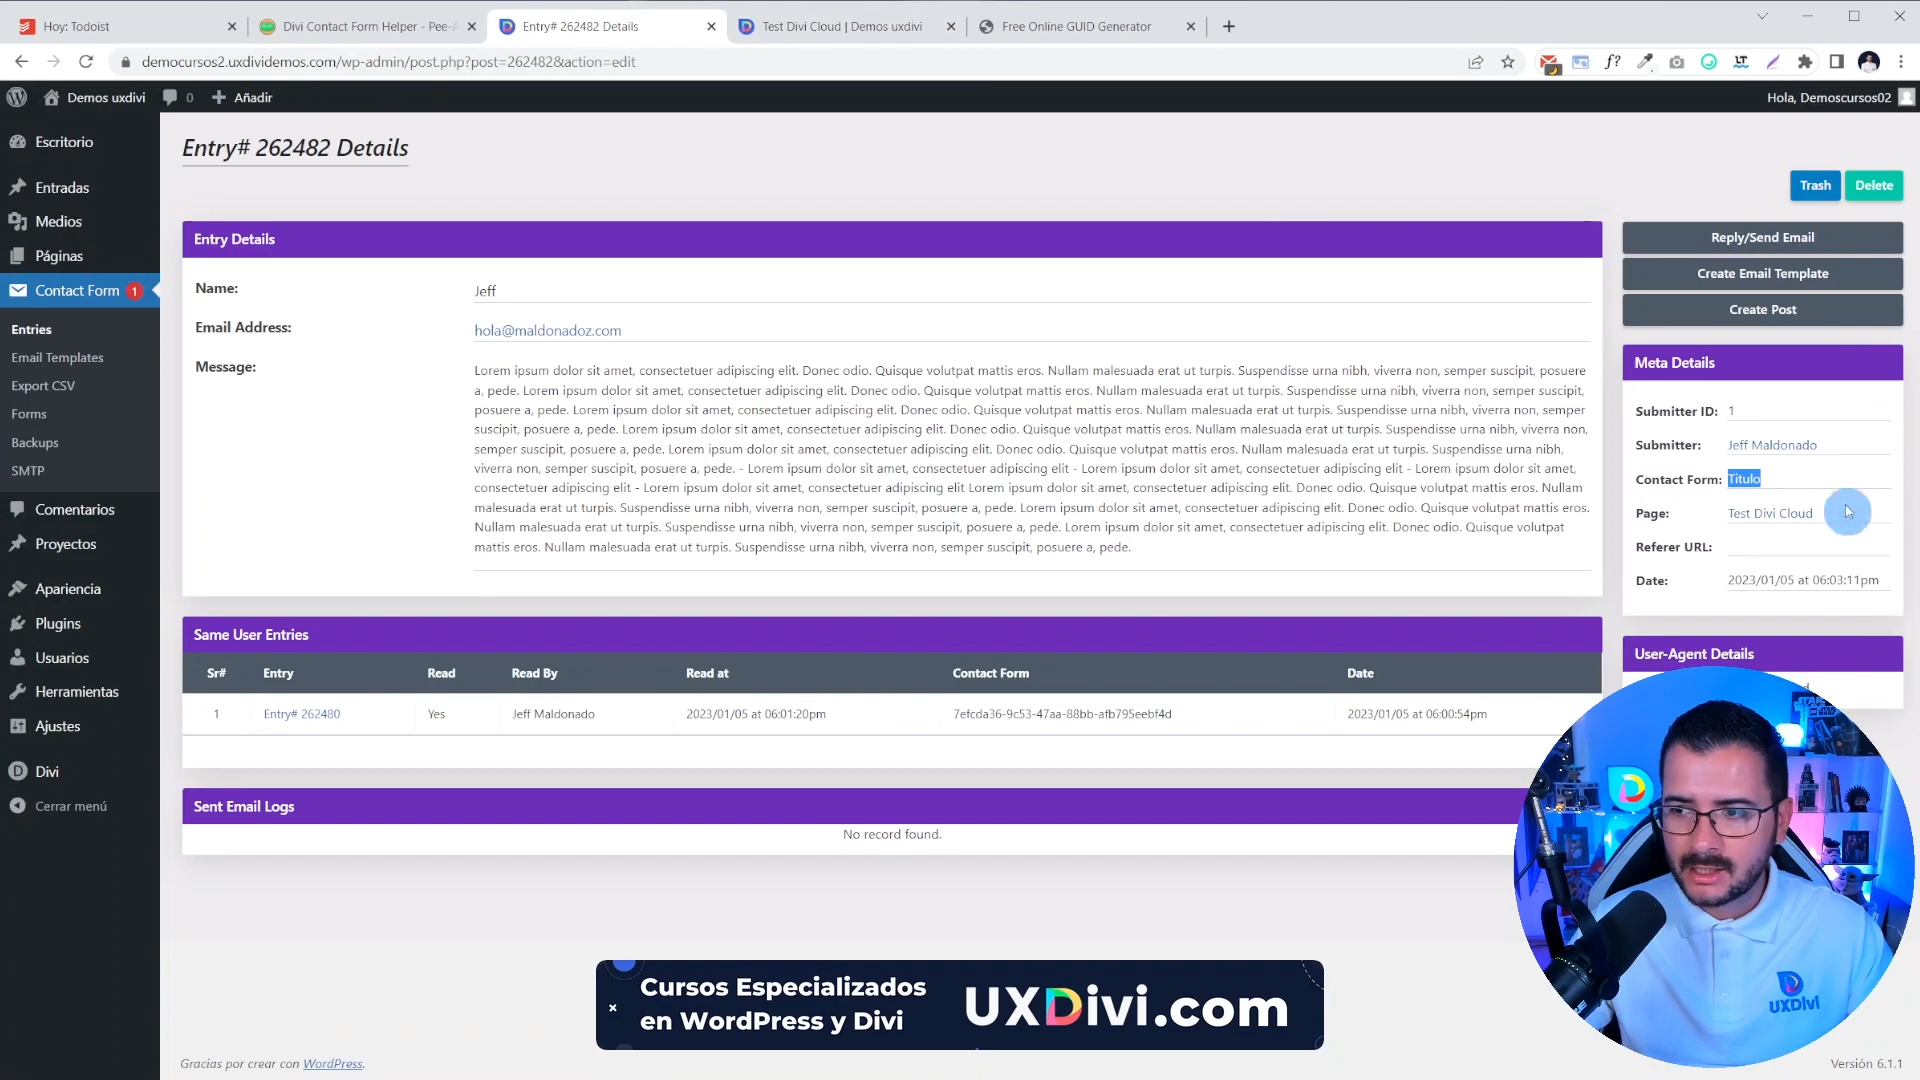 Hoy: Todoist
Divi Contact Form Helper - Pee-A
Entry# 262482 Details
Test Divi Cloud | Demos uxdivi
Free Online GUID Generator
democursos2.uxdividemos.com/wp-admin/post.php?post=262482&action=edit
f?
LT
Demos uxdivi
0
Añadir
Hola, Demoscursos02
Escritorio
Entradas
Medios
Páginas
Contact Form 1
Entries
Email Templates
Export CSV
Forms
Backups
SMTP
Comentarios
Proyectos
Apariencia
Plugins
Usuarios
Herramientas
Ajustes
Divi
Cerrar menú
Entry# 262482 Details
Trash
Delete
Entry Details
Name:
Jeff
Email Address:
hola@maldonadoz.com
Message:
Lorem ipsum dolor sit amet, consectetuer adipiscing elit. Donec odio. Quisque volutpat mattis eros. Nullam malesuada erat ut turpis. Suspendisse urna nibh, viverra non, semper suscipit, posuere
a, pede. Lorem ipsum dolor sit amet, consectetuer adipiscing elit. Donec odio. Quisque volutpat mattis eros. Nullam malesuada erat ut turpis. Suspendisse urna nibh, viverra non, semper suscipit,
posuere a, pede. Lorem ipsum dolor sit amet, consectetuer adipiscing elit. Donec odio. Quisque volutpat mattis eros. Nullam malesuada erat ut turpis. Suspendisse urna nibh, viverra non, semper
suscipit, posuere a, pede. Lorem ipsum dolor sit amet, consectetuer adipiscing elit. Donec odio. Quisque volutpat mattis eros. Nullam malesuada erat ut turpis. Suspendisse urna nibh, viverra non,
semper suscipit, posuere a, pede. Lorem ipsum dolor sit amet, consectetuer adipiscing elit. Donec odio. Quisque volutpat mattis eros. Nullam malesuada erat ut turpis. Suspendisse urna nibh,
viverra non, semper suscipit, posuere a, pede. - Lorem ipsum dolor sit amet, consectetuer adipiscing elit - Lorem ipsum dolor sit amet, consectetuer adipiscing elit - Lorem ipsum dolor sit amet,
consectetuer adipiscing elit - Lorem ipsum dolor sit amet, consectetuer adipiscing elit Lorem ipsum dolor sit amet, consectetuer adipiscing elit. Donec odio. Quisque volutpat mattis eros. Nullam
malesuada erat ut turpis. Suspendisse urna nibh, viverra non, semper suscipit, posuere a, pede. Lorem ipsum dolor sit amet, consectetuer adipiscing elit. Donec odio. Quisque volutpat mattis eros.
Nullam malesuada erat ut turpis. Suspendisse urna nibh, viverra non, semper suscipit, posuere a, pede. Lorem ipsum dolor sit amet, consectetuer adipiscing elit. Donec odio. Quisque volutpat
mattis eros. Nullam malesuada erat ut turpis. Suspendisse urna nibh, viverra non, semper suscipit, posuere a, pede.
Same User Entries
Sr# Entry Read Read By Read at Contact Form Date
1 Entry# 262480 Yes Jeff Maldonado 2023/01/05 at 06:01:20pm 7efcda36-9c53-47aa-88bb-afb795eebf4d 2023/01/05 at 06:00:54pm
Sent Email Logs
No record found.
Reply/Send Email
Create Email Template
Create Post
Meta Details
Submitter ID: 1
Submitter: Jeff Maldonado
Contact Form: Titulo
Page: Test Divi Cloud
Referer URL:
Date: 2023/01/05 at 06:03:11pm
User-Agent Details
STAR
UXDIVI
Cursos Especializados
en WordPress y Divi
UXDivi.com
Gracias por crear con WordPress.
Versión 6.1.1